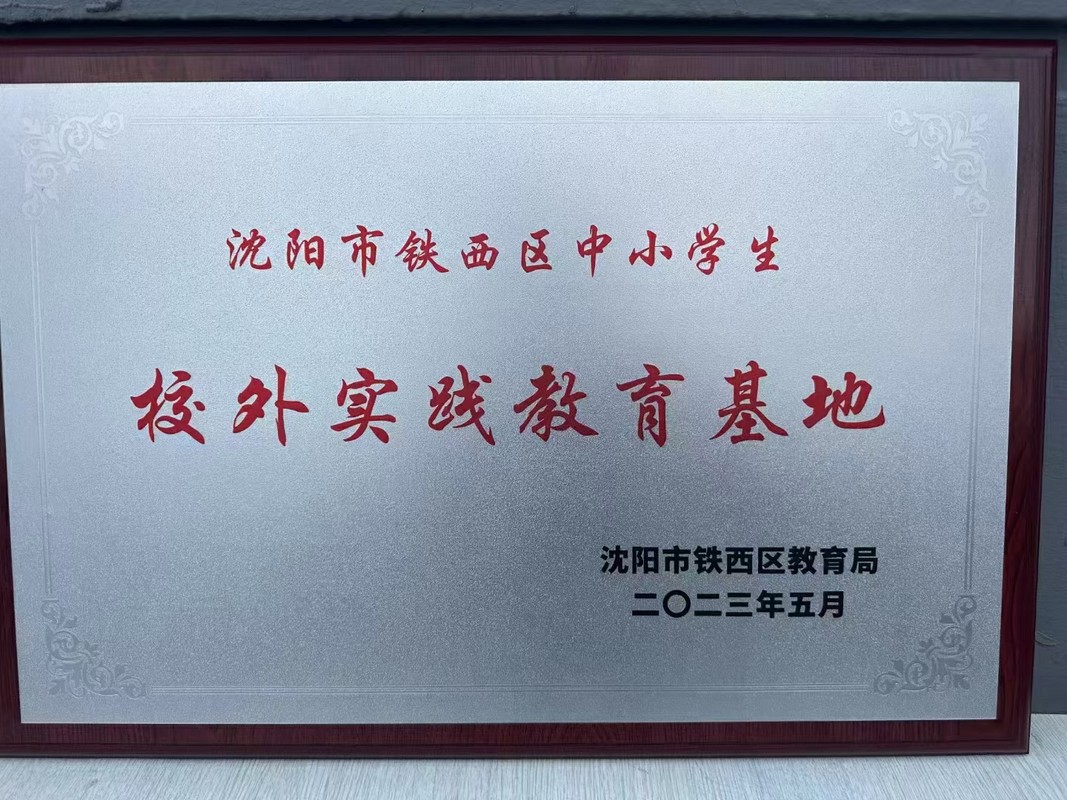 沈阳市铁西区中小学生
校外实践教育基地
沈阳市铁西区教育局
二〇二三年五月